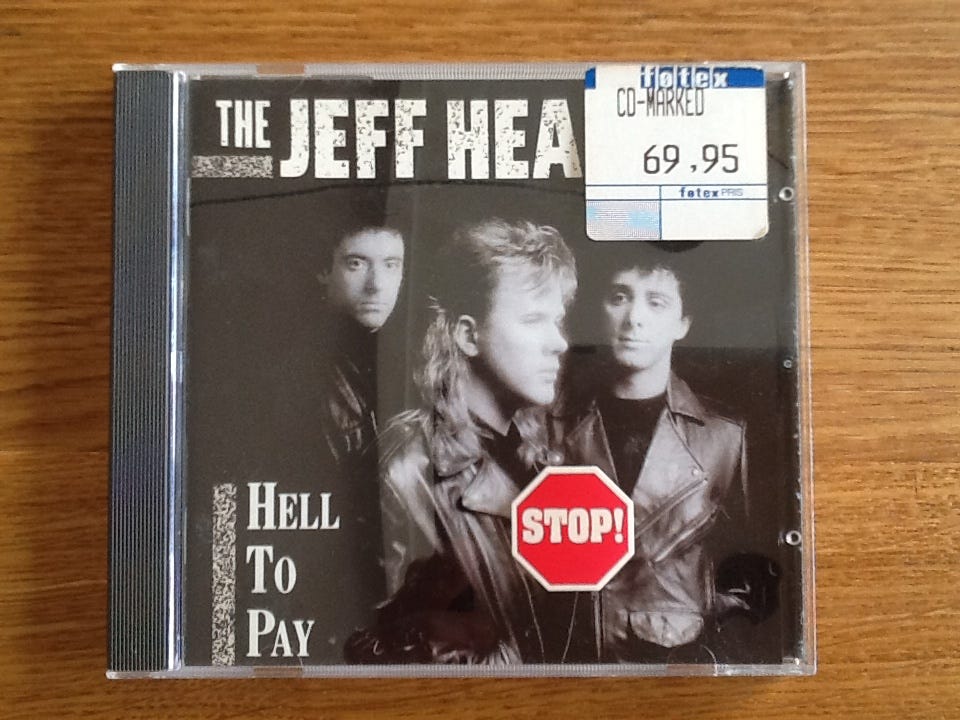 THE JEFF HEA
føtex
CD-MARKED
69,95
føtex PRIS
HELL
TO
PAY
STOP!